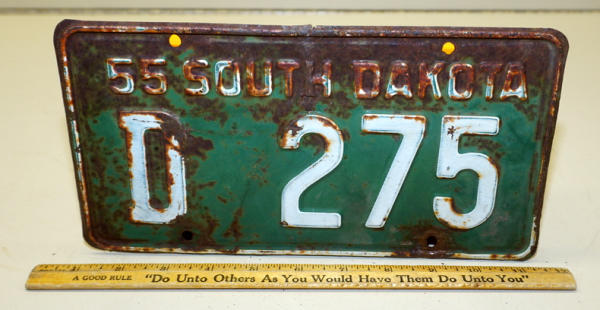 55 SOUTH DAKOTA
D 275
A GOOD RULE "Do Unto Others As You Would Have Them Do Unto You"